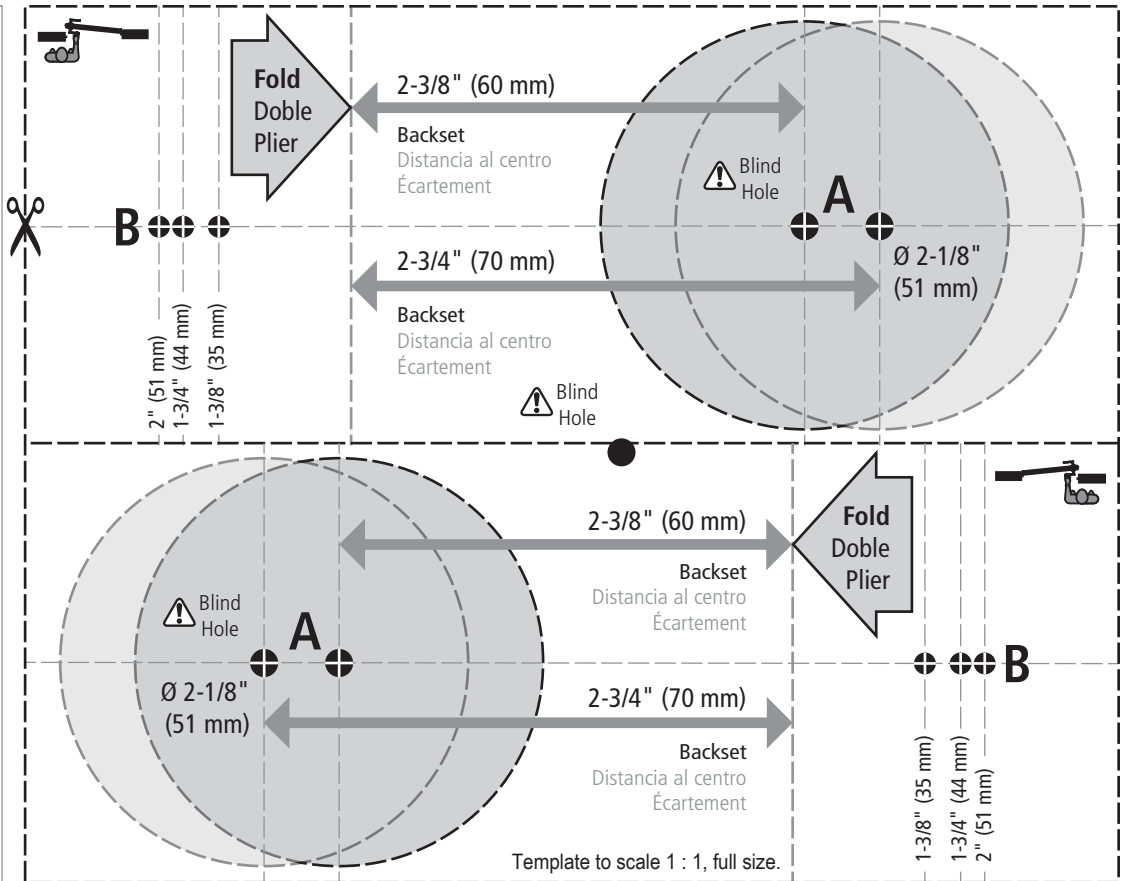 Fold
Doble
Plier
2-3/8" (60 mm)
Backset
Distancia al centro
Écartement
Blind
Hole
A
B
2-3/4" (70 mm)
Backset
Distancia al centro
Écartement
Ø 2-1/8"
(51 mm)
2" (51 mm)
1-3/4" (44 mm)
1-3/8" (35 mm)
Blind
Hole
2-3/8" (60 mm)
Backset
Distancia al centro
Écartement
Fold
Doble
Plier
Blind
Hole
A
B
Ø 2-1/8"
(51 mm)
2-3/4" (70 mm)
Backset
Distancia al centro
Écartement
1-3/8" (35 mm)
1-3/4" (44 mm)
2" (51 mm)
Template to scale 1 : 1, full size.